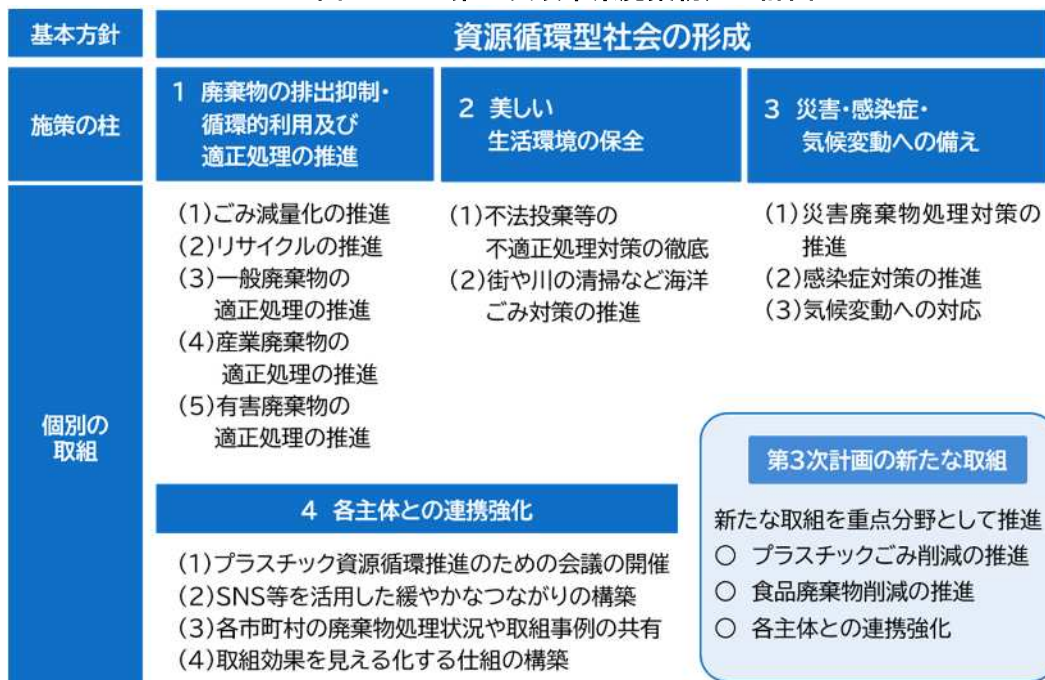 基本方針
資源循環型社会の形成
施策の柱
1 廃棄物の排出抑制・
循環的利用及び
適正処理の推進
2 美しい
生活環境の保全
3 災害・感染症・
気候変動への備え
個別の
取組
(1)ごみ減量化の推進
(2)リサイクルの推進
(3)一般廃棄物の
適正処理の推進
(4)産業廃棄物の
適正処理の推進
(5)有害廃棄物の
適正処理の推進
(1)不法投棄等の
不適正処理対策の徹底
(2)街や川の清掃など海洋
ごみ対策の推進
(1)災害廃棄物処理対策の
推進
(2)感染症対策の推進
(3)気候変動への対応
4 各主体との連携強化
(1)プラスチック資源循環推進のための会議の開催
(2)SNS等を活用した緩やかなつながりの構築
(3)各市町村の廃棄物処理状況や取組事例の共有
(4)取組効果を見える化する仕組の構築
第3次計画の新たな取組
新たな取組を重点分野として推進
○ プラスチックごみ削減の推進
○ 食品廃棄物削減の推進
○ 各主体との連携強化